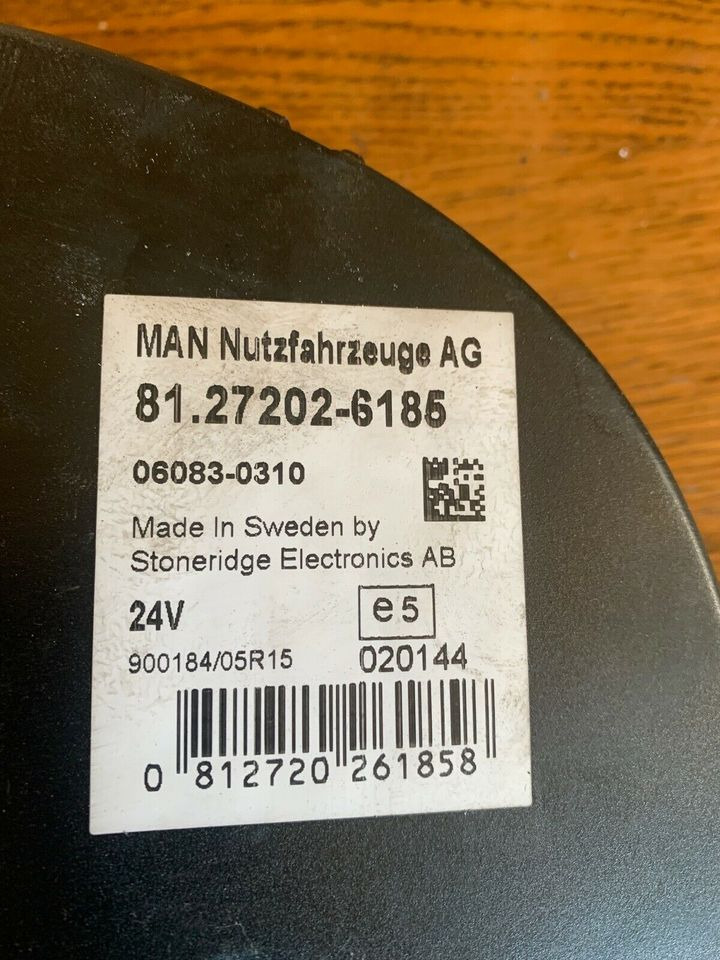 MAN Nutzfahrzeuge AG
81.27202-6185
06083-0310
Made In Sweden by
Stoneridge Electronics AB
24V
e5
900184/05R15
020144
0 812720 261858